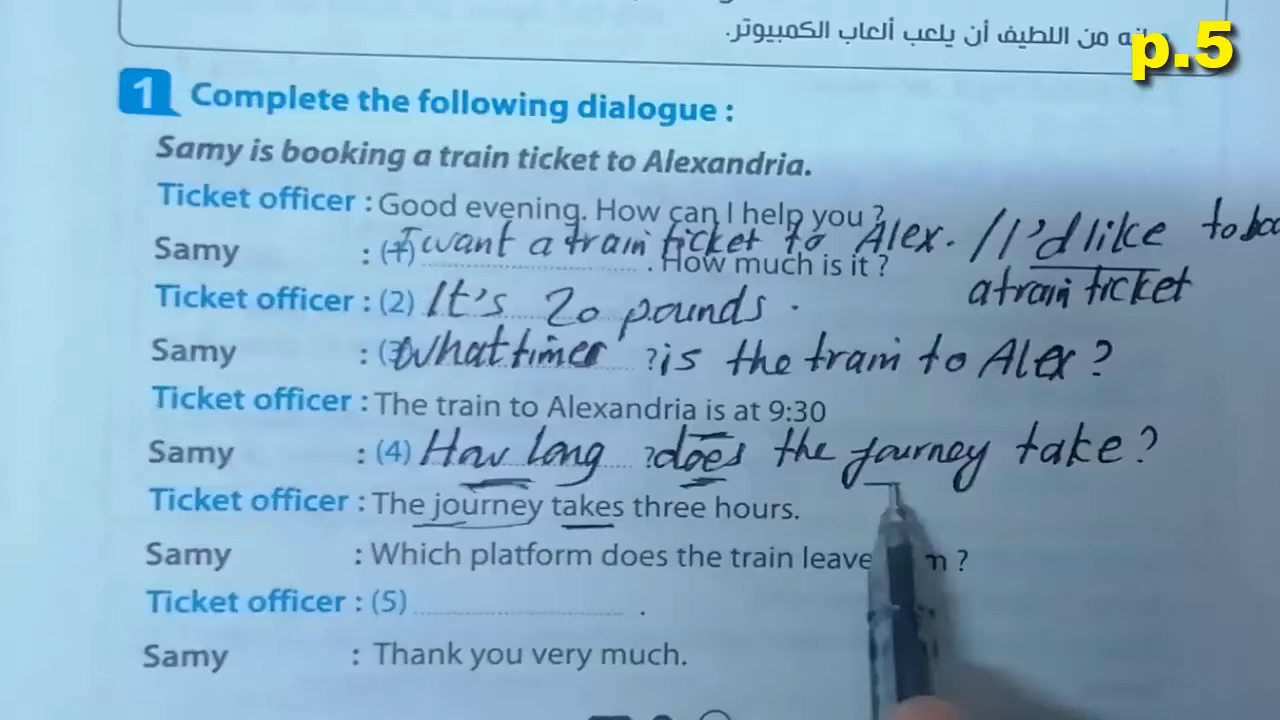 من اللطيف أن يلعب ألعاب الكمبيوتر.
p.5
1 Complete the following dialogue :
Samy is booking a train ticket to Alexandria.
Ticket officer : Good evening. How can I help you ?
Samy : (1) I want a train ticket to Alex. // I'd like to
a train ticket
. How much is it ?
Ticket officer : (2) It's 20 pounds .
Samy : (3) What time ? is the train to Alex ?
Ticket officer : The train to Alexandria is at 9:30
Samy : (4) How long ? does the journey take ?
Ticket officer : The journey takes three hours.
Samy : Which platform does the train leave ?
Ticket officer : (5) .
Samy : Thank you very much.